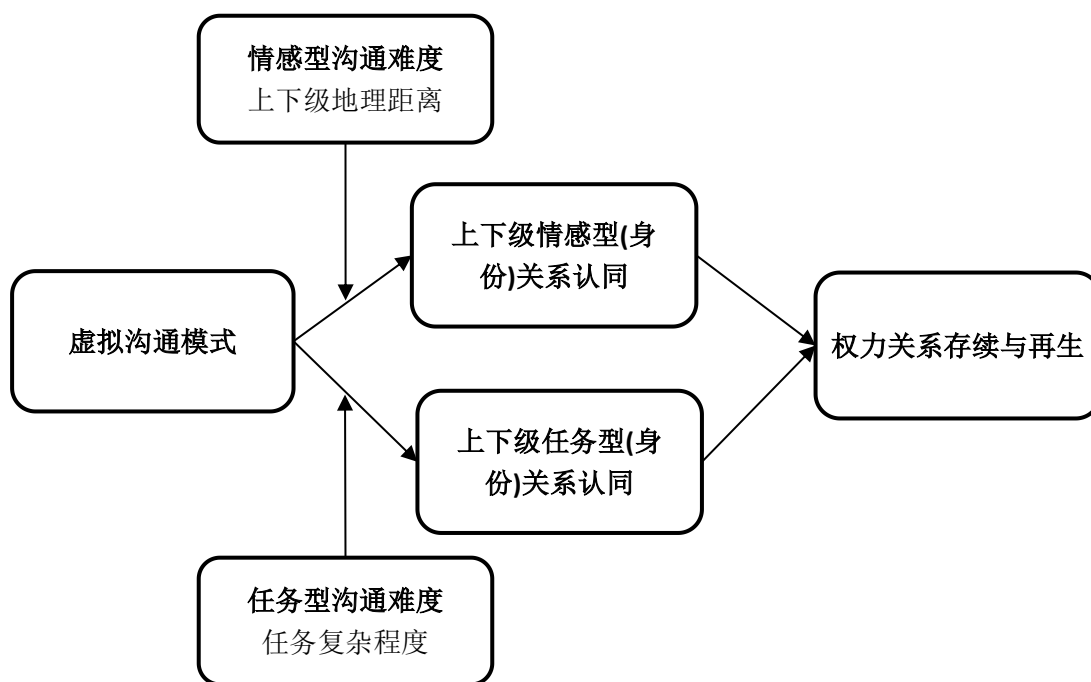 情感型沟通难度
上下级地理距离
上下级情感型(身
份)关系认同
虚拟沟通模式
权力关系存续与再生
上下级任务型(身
份)关系认同
任务型沟通难度
任务复杂程度